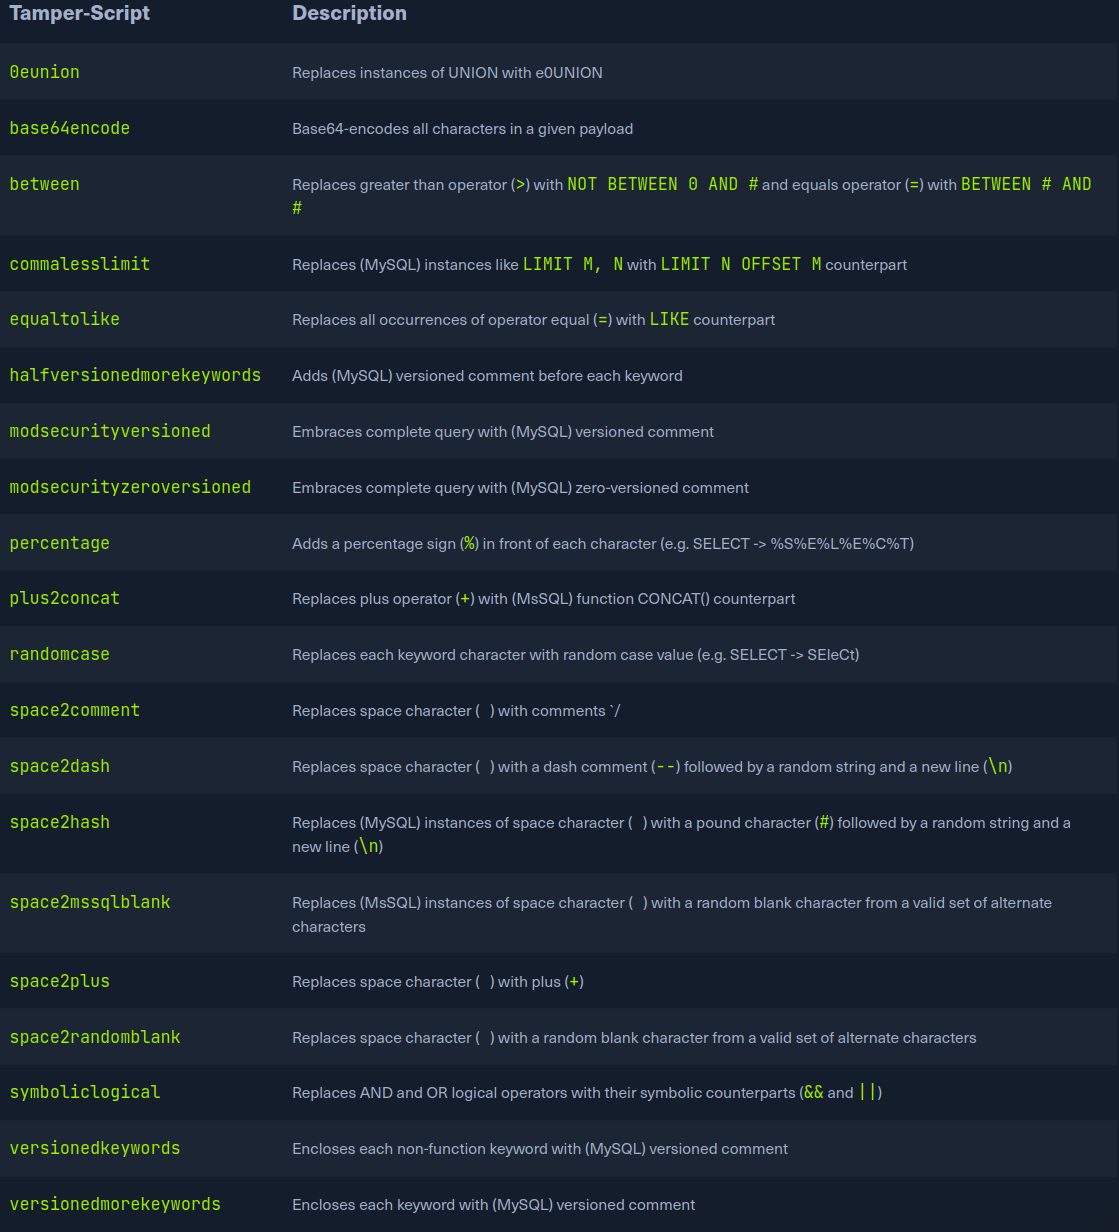 Tamper-Script Description
0eunion Replaces instances of UNION with e0UNION
base64encode Base64-encodes all characters in a given payload
between Replaces greater than operator (>) with NOT BETWEEN 0 AND # and equals operator (=) with BETWEEN # AND
#
commalesslimit Replaces (MySQL) instances like LIMIT M, N with LIMIT N OFFSET M counterpart
equaltolike Replaces all occurrences of operator equal (=) with LIKE counterpart
halfversionedmorekeywords Adds (MySQL) versioned comment before each keyword
modsecurityversioned Embraces complete query with (MySQL) versioned comment
modsecurityzeroversioned Embraces complete query with (MySQL) zero-versioned comment
percentage Adds a percentage sign (%) in front of each character (e.g. SELECT -> %S%E%L%E%C%T)
plus2concat Replaces plus operator (+) with (MsSQL) function CONCAT() counterpart
randomcase Replaces each keyword character with random case value (e.g. SELECT -> SEleCt)
space2comment Replaces space character ( ) with comments `/
space2dash Replaces space character ( ) with a dash comment (--) followed by a random string and a new line (\n)
space2hash Replaces (MySQL) instances of space character ( ) with a pound character (#) followed by a random string and a
new line (\n)
space2mssqlblank Replaces (MsSQL) instances of space character ( ) with a random blank character from a valid set of alternate
characters
space2plus Replaces space character ( ) with plus (+)
space2randomblank Replaces space character ( ) with a random blank character from a valid set of alternate characters
symboliclogical Replaces AND and OR logical operators with their symbolic counterparts (&& and ||)
versionedkeywords Encloses each non-function keyword with (MySQL) versioned comment
versionedmorekeywords Encloses each keyword with (MySQL) versioned comment